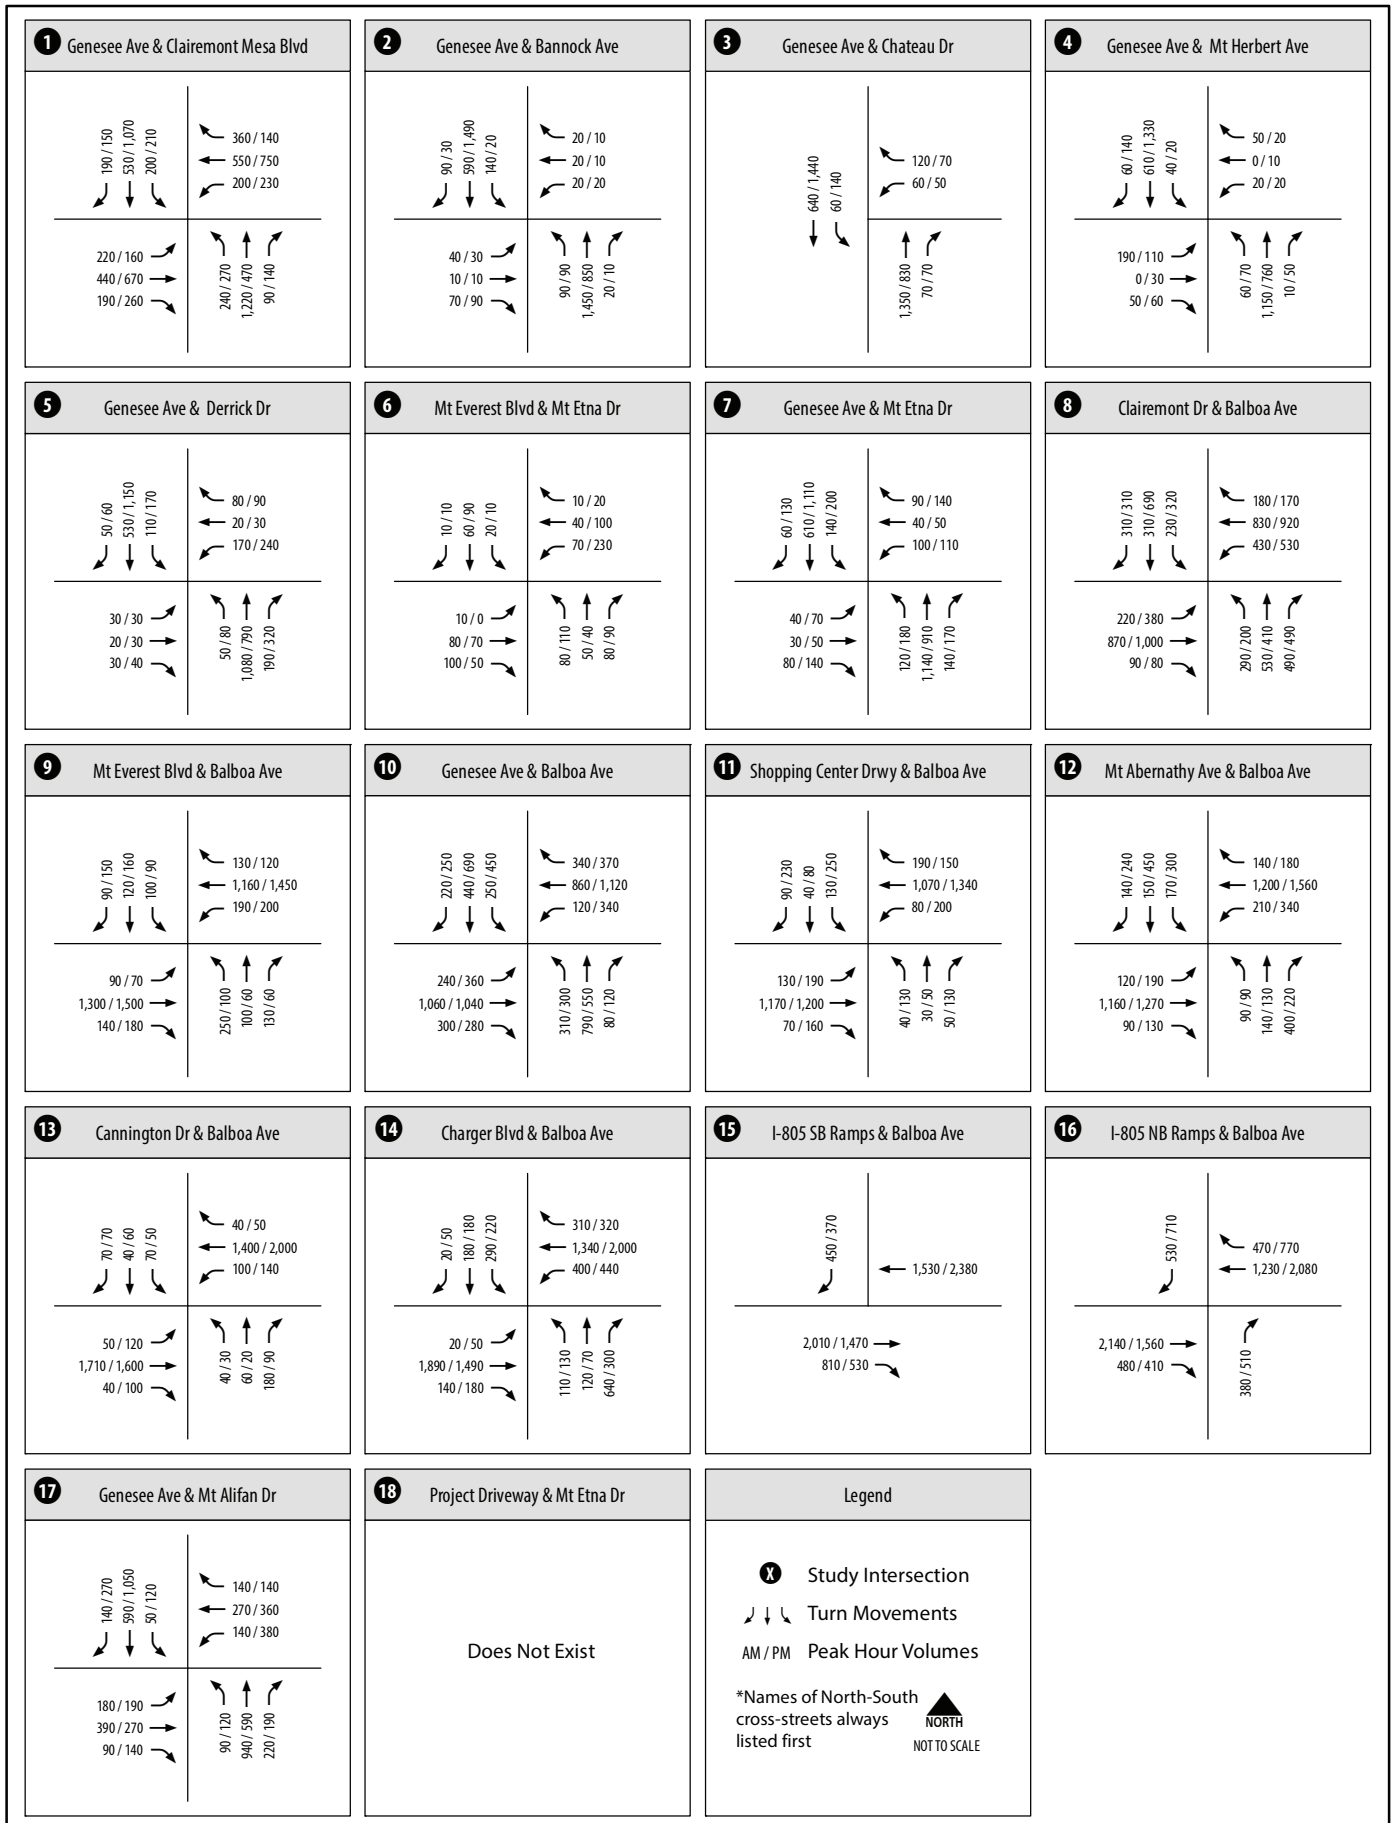 1 Genesee Ave & Clairemont Mesa Blvd
190 / 150
530 / 1,070
200 / 210
360 / 140
550 / 750
200 / 230
220 / 160
440 / 670
190 / 260
240 / 270
1,220 / 470
90 / 140
2 Genesee Ave & Bannock Ave
90 / 30
590 / 1,490
140 / 20
20 / 10
20 / 10
20 / 20
40 / 30
10 / 10
70 / 90
90 / 90
1,450 / 850
20 / 10
3 Genesee Ave & Chateau Dr
640 / 1,440
60 / 140
120 / 70
60 / 50
1,350 / 830
70 / 70
4 Genesee Ave & Mt Herbert Ave
60 / 140
610 / 1,330
40 / 20
50 / 20
0 / 10
20 / 20
190 / 110
0 / 30
50 / 60
60 / 70
1,150 / 760
10 / 50
5 Genesee Ave & Derrick Dr
50 / 60
530 / 1,150
110 / 170
80 / 90
20 / 30
170 / 240
30 / 30
20 / 30
30 / 40
50 / 80
1,080 / 790
190 / 320
6 Mt Everest Blvd & Mt Etna Dr
10 / 10
60 / 90
20 / 10
10 / 20
40 / 100
70 / 230
10 / 0
80 / 70
100 / 50
80 / 110
50 / 40
80 / 90
7 Genesee Ave & Mt Etna Dr
60 / 130
610 / 1,110
140 / 200
90 / 140
40 / 50
100 / 110
40 / 70
30 / 50
80 / 140
120 / 180
1,140 / 910
140 / 170
8 Clairemont Dr & Balboa Ave
310 / 310
310 / 690
230 / 320
180 / 170
830 / 920
430 / 530
220 / 380
870 / 1,000
90 / 80
290 / 200
530 / 410
490 / 490
9 Mt Everest Blvd & Balboa Ave
90 / 150
120 / 160
100 / 90
130 / 120
1,160 / 1,450
190 / 200
90 / 70
1,300 / 1,500
140 / 180
250 / 100
100 / 60
130 / 60
10 Genesee Ave & Balboa Ave
220 / 250
440 / 690
250 / 450
340 / 370
860 / 1,120
120 / 340
240 / 360
1,060 / 1,040
300 / 280
310 / 300
790 / 550
80 / 120
11 Shopping Center Drwy & Balboa Ave
90 / 230
40 / 80
130 / 250
190 / 150
1,070 / 1,340
80 / 200
130 / 190
1,170 / 1,200
70 / 160
40 / 130
30 / 50
50 / 130
12 Mt Abernathy Ave & Balboa Ave
140 / 240
150 / 450
170 / 300
140 / 180
1,200 / 1,560
210 / 340
120 / 190
1,160 / 1,270
90 / 130
90 / 90
140 / 130
400 / 220
13 Cannington Dr & Balboa Ave
70 / 70
40 / 60
70 / 50
40 / 50
1,400 / 2,000
100 / 140
50 / 120
1,710 / 1,600
40 / 100
40 / 30
60 / 20
180 / 90
14 Charger Blvd & Balboa Ave
20 / 50
180 / 180
290 / 220
310 / 320
1,340 / 2,000
400 / 440
20 / 50
1,890 / 1,490
140 / 180
110 / 130
120 / 70
640 / 300
15 I-805 SB Ramps & Balboa Ave
450 / 370
1,530 / 2,380
2,010 / 1,470
810 / 530
16 I-805 NB Ramps & Balboa Ave
530 / 710
470 / 770
1,230 / 2,080
2,140 / 1,560
480 / 410
380 / 510
17 Genesee Ave & Mt Alifan Dr
140 / 270
590 / 1,050
50 / 120
140 / 140
270 / 360
140 / 380
180 / 190
390 / 270
90 / 140
90 / 120
940 / 590
220 / 190
18 Project Driveway & Mt Etna Dr
Does Not Exist
Legend
X Study Intersection
Turn Movements
AM / PM Peak Hour Volumes
*Names of North-South
cross-streets always
listed first
NORTH
NOT TO SCALE